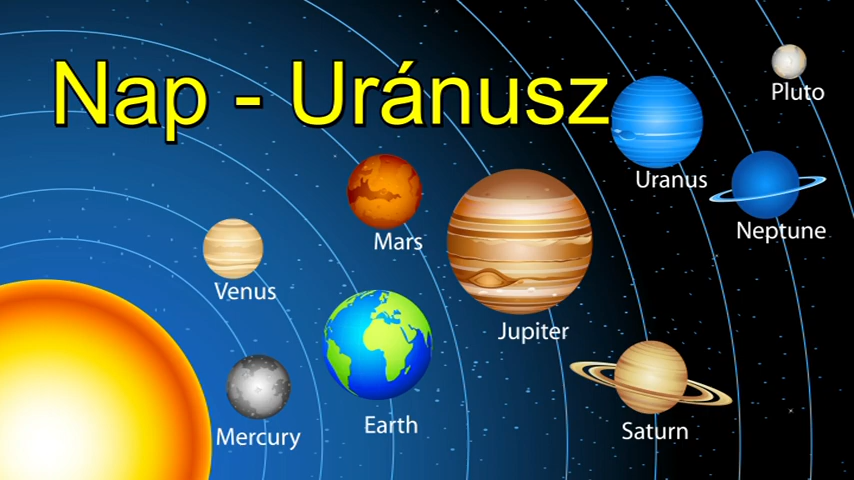 Nap - Uránusz
Pluto
Uranus
Neptune
Mars
Venus
Jupiter
Earth
Saturn
Mercury